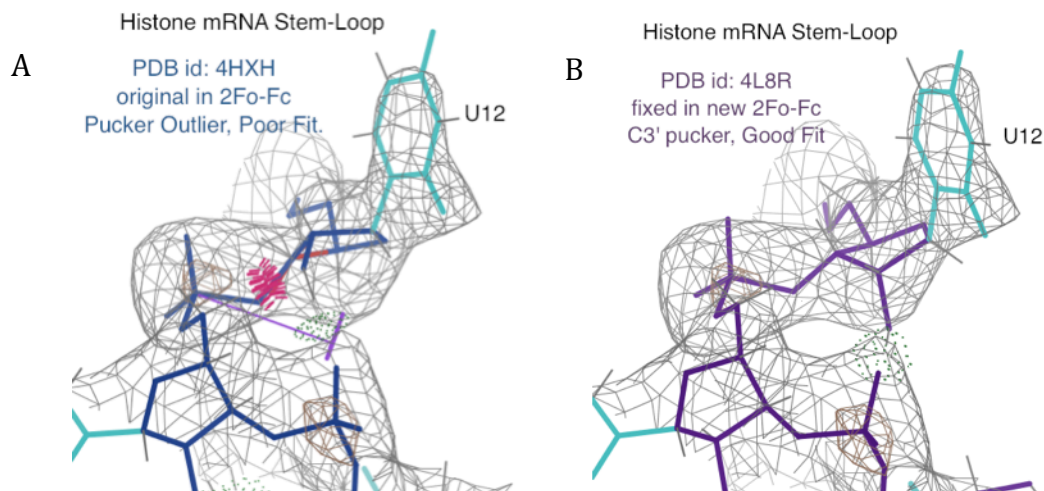 Histone mRNA Stem-Loop
A
PDB id: 4HXH
original in 2Fo-Fc
Pucker Outlier, Poor Fit.
U12
Histone mRNA Stem-Loop
B
PDB id: 4L8R
fixed in new 2Fo-Fc
C3' pucker, Good Fit
U12